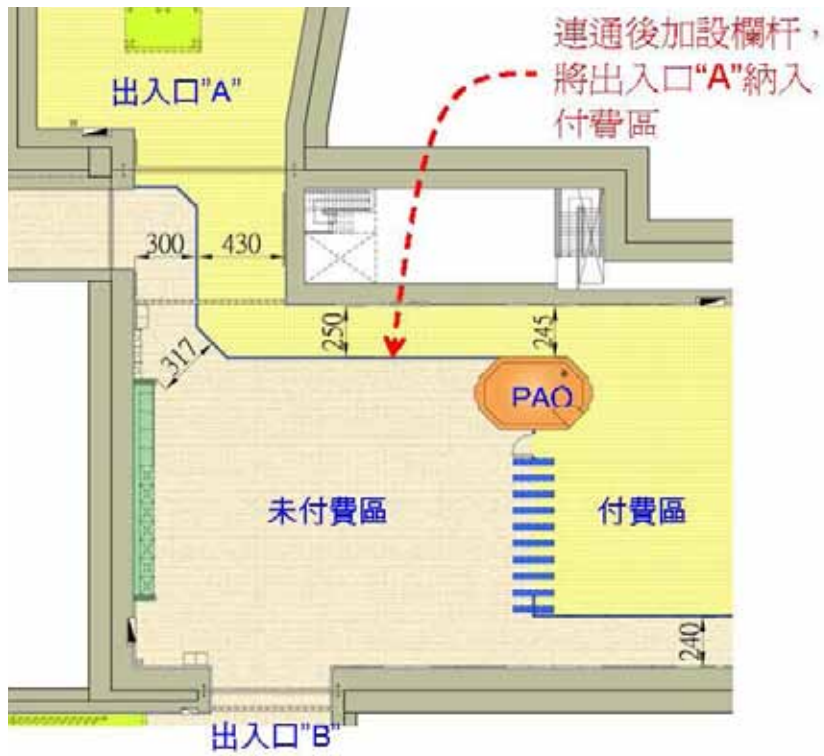 連通後加設欄杆，
將出入口“A”納入
付費區
出入口"A"
300
430
317
250
245
PAO
未付費區
付費區
240
出入口"B"